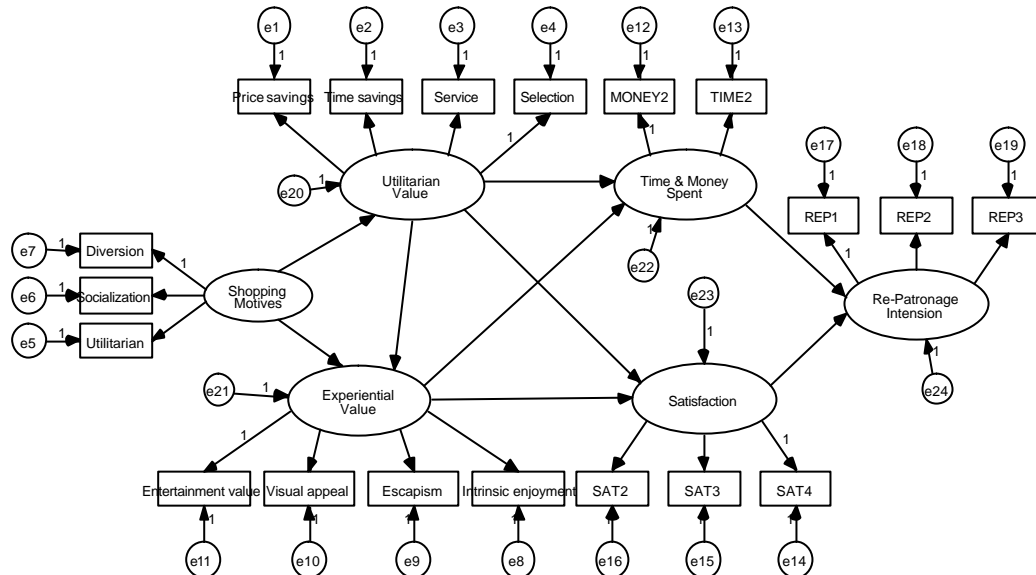 e1 e2 e3 e4 e12 e13
1 1 1 1 1 1
Price savings Time savings Service Selection MONEY2 TIME2
1 1
e17 e18 e19
1 1 1
Utilitarian
Value
Time & Money
Spent
e20 1
REP1 REP2 REP3
1
e7 1 Diversion 1
e22 1
e6 1 Socialization
Shopping
Motives
e23
1
Re-Patronage
Intension
e5 1 Utilitarian
1
e24
e21 1
Experiential
Value
Satisfaction
1 1
Entertainment value Visual appeal Escapism Intrinsic enjoyment SAT2 SAT3 SAT4
1 1 1 1 1 1 1
e11 e10 e9 e8 e16 e15 e14